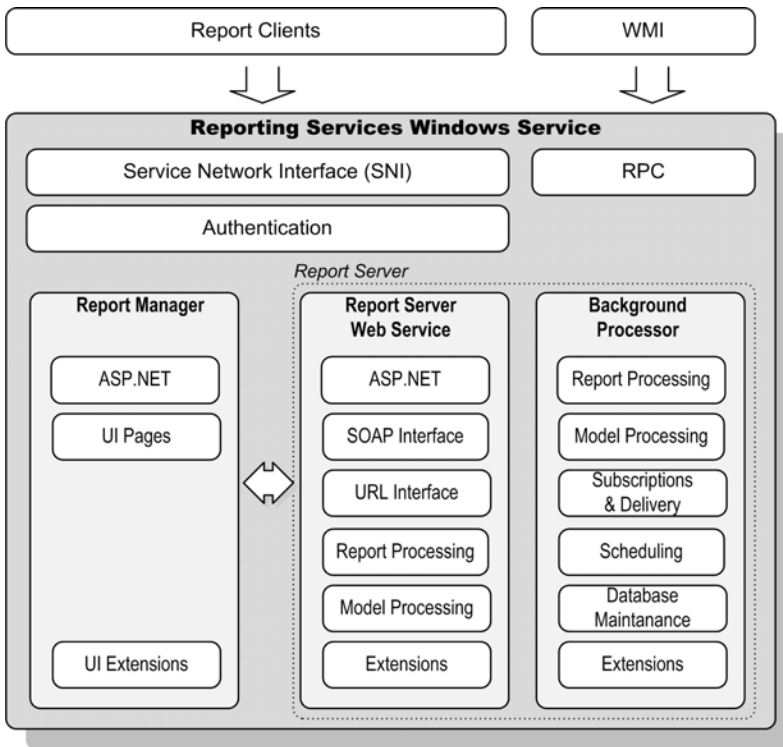 Report Clients
WMI
Reporting Services Windows Service
Service Network Interface (SNI)
RPC
Authentication
Report Server
Report Manager
ASP.NET
UI Pages
UI Extensions
Report Server
Web Service
ASP.NET
SOAP Interface
URL Interface
Report Processing
Model Processing
Extensions
Background
Processor
Report Processing
Model Processing
Subscriptions
& Delivery
Scheduling
Database
Maintanance
Extensions